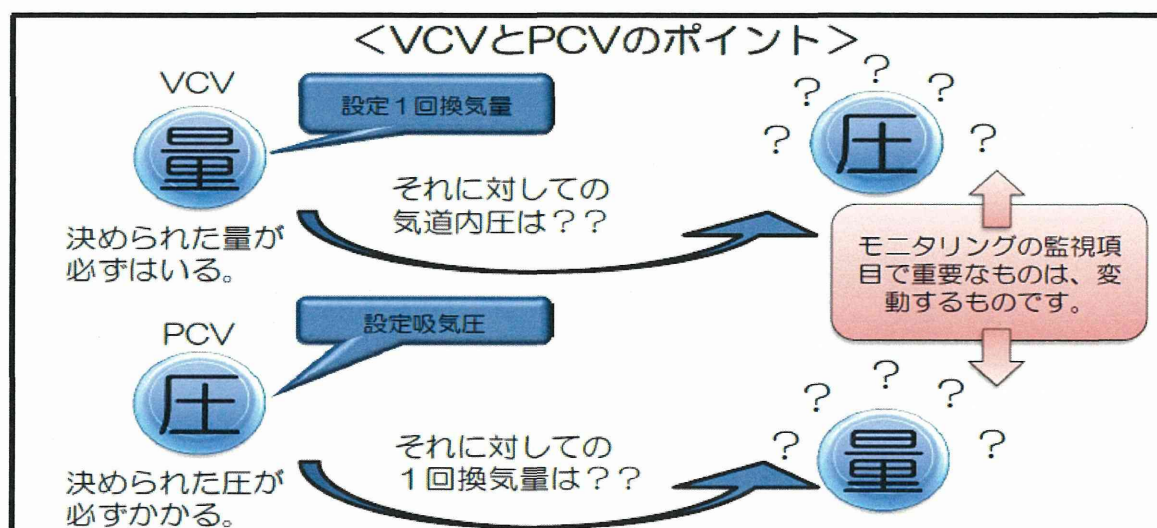 ＜VCVとPCVのポイント＞
VCV
量
設定１回換気量
決められた量が
必ずはいる。
それに対しての
気道内圧は？？
？
？
？
？
？
圧
モニタリングの監視項
目で重要なものは、変
動するものです。
PCV
圧
設定吸気圧
決められた圧が
必ずかかる。
それに対しての
１回換気量は？？
？
？
？
？
？
量